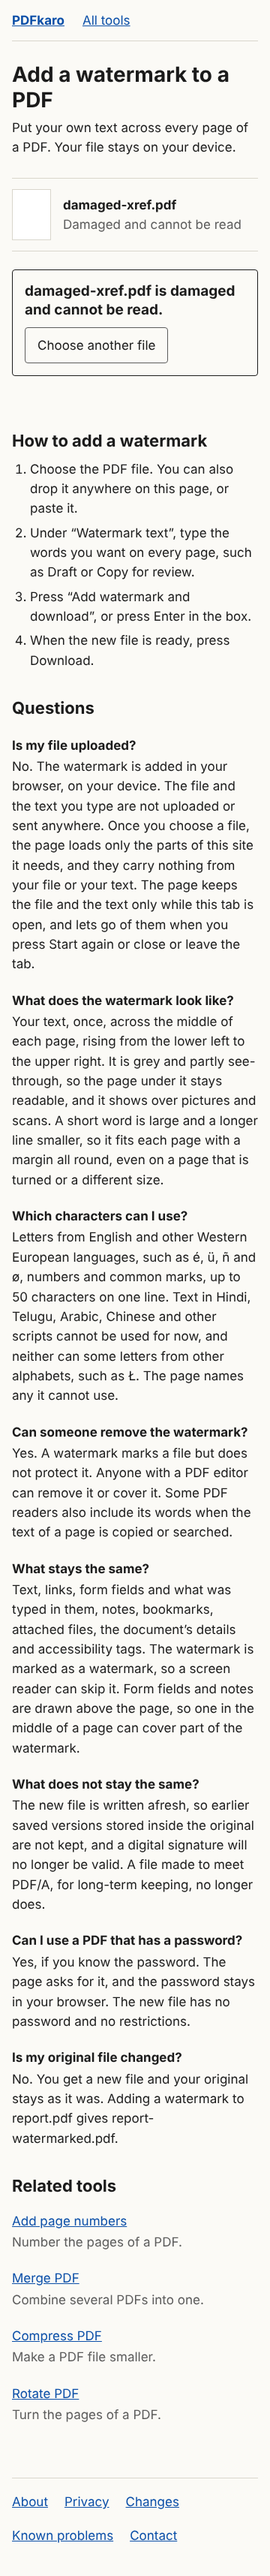 PDFkaro All tools
Add a watermark to a
PDF
Put your own text across every page of
a PDF. Your file stays on your device.
damaged-xref.pdf
Damaged and cannot be read
damaged-xref.pdf is damaged
and cannot be read.
Choose another file
How to add a watermark
1. Choose the PDF file. You can also
drop it anywhere on this page, or
paste it.
2. Under “Watermark text”, type the
words you want on every page, such
as Draft or Copy for review.
3. Press “Add watermark and
download”, or press Enter in the box.
4. When the new file is ready, press
Download.
Questions
Is my file uploaded?
No. The watermark is added in your
browser, on your device. The file and
the text you type are not uploaded or
sent anywhere. Once you choose a file,
the page loads only the parts of this site
it needs, and they carry nothing from
your file or your text. The page keeps
the file and the text only while this tab is
open, and lets go of them when you
press Start again or close or leave the
tab.
What does the watermark look like?
Your text, once, across the middle of
each page, rising from the lower left to
the upper right. It is grey and partly see-
through, so the page under it stays
readable, and it shows over pictures and
scans. A short word is large and a longer
line smaller, so it fits each page with a
margin all round, even on a page that is
turned or a different size.
Which characters can I use?
Letters from English and other Western
European languages, such as é, ü, ñ and
ø, numbers and common marks, up to
50 characters on one line. Text in Hindi,
Telugu, Arabic, Chinese and other
scripts cannot be used for now, and
neither can some letters from other
alphabets, such as Ł. The page names
any it cannot use.
Can someone remove the watermark?
Yes. A watermark marks a file but does
not protect it. Anyone with a PDF editor
can remove it or cover it. Some PDF
readers also include its words when the
text of a page is copied or searched.
What stays the same?
Text, links, form fields and what was
typed in them, notes, bookmarks,
attached files, the document’s details
and accessibility tags. The watermark is
marked as a watermark, so a screen
reader can skip it. Form fields and notes
are drawn above the page, so one in the
middle of a page can cover part of the
watermark.
What does not stay the same?
The new file is written afresh, so earlier
saved versions stored inside the original
are not kept, and a digital signature will
no longer be valid. A file made to meet
PDF/A, for long-term keeping, no longer
does.
Can I use a PDF that has a password?
Yes, if you know the password. The
page asks for it, and the password stays
in your browser. The new file has no
password and no restrictions.
Is my original file changed?
No. You get a new file and your original
stays as it was. Adding a watermark to
report.pdf gives report-
watermarked.pdf.
Related tools
Add page numbers
Number the pages of a PDF.
Merge PDF
Combine several PDFs into one.
Compress PDF
Make a PDF file smaller.
Rotate PDF
Turn the pages of a PDF.
About Privacy Changes
Known problems Contact